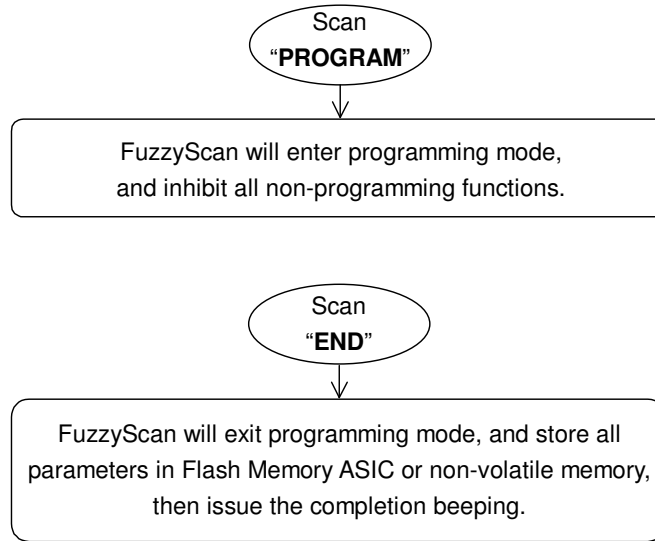 Scan
“PROGRAM”
FuzzyScan will enter programming mode,
and inhibit all non-programming functions.
Scan
“END”
FuzzyScan will exit programming mode, and store all
parameters in Flash Memory ASIC or non-volatile memory,
then issue the completion beeping.